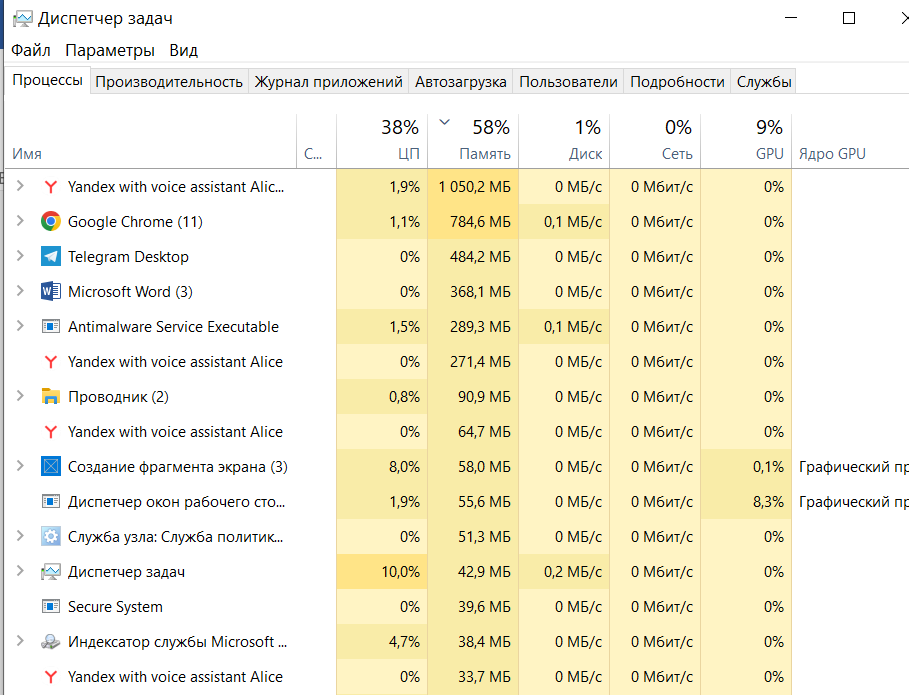 Диспетчер задач
Файл Параметры Вид
Процессы Производительность Журнал приложений Автозагрузка Пользователи Подробности Службы
38% 58% 1% 0% 9%
Имя С... ЦП Память Диск Сеть GPU Ядро GPU
Yandex with voice assistant Alic... 1,9% 1 050,2 МБ 0 МБ/с 0 Мбит/с 0%
Google Chrome (11) 1,1% 784,6 МБ 0,1 МБ/с 0 Мбит/с 0%
Telegram Desktop 0% 484,2 МБ 0 МБ/с 0 Мбит/с 0%
Microsoft Word (3) 0% 368,1 МБ 0 МБ/с 0 Мбит/с 0%
Antimalware Service Executable 1,5% 289,3 МБ 0,1 МБ/с 0 Мбит/с 0%
Yandex with voice assistant Alice 0% 271,4 МБ 0 МБ/с 0 Мбит/с 0%
Проводник (2) 0,8% 90,9 МБ 0 МБ/с 0 Мбит/с 0%
Yandex with voice assistant Alice 0% 64,7 МБ 0 МБ/с 0 Мбит/с 0%
Создание фрагмента экрана (3) 8,0% 58,0 МБ 0 МБ/с 0 Мбит/с 0,1% Графический пр
Диспетчер окон рабочего сто... 1,9% 55,6 МБ 0 МБ/с 0 Мбит/с 8,3% Графический пр
Служба узла: Служба политик... 0% 51,3 МБ 0 МБ/с 0 Мбит/с 0%
Диспетчер задач 10,0% 42,9 МБ 0,2 МБ/с 0 Мбит/с 0%
Secure System 0% 39,6 МБ 0 МБ/с 0 Мбит/с 0%
Индексатор службы Microsoft ... 4,7% 38,4 МБ 0 МБ/с 0 Мбит/с 0%
Yandex with voice assistant Alice 0% 33,7 МБ 0 МБ/с 0 Мбит/с 0%